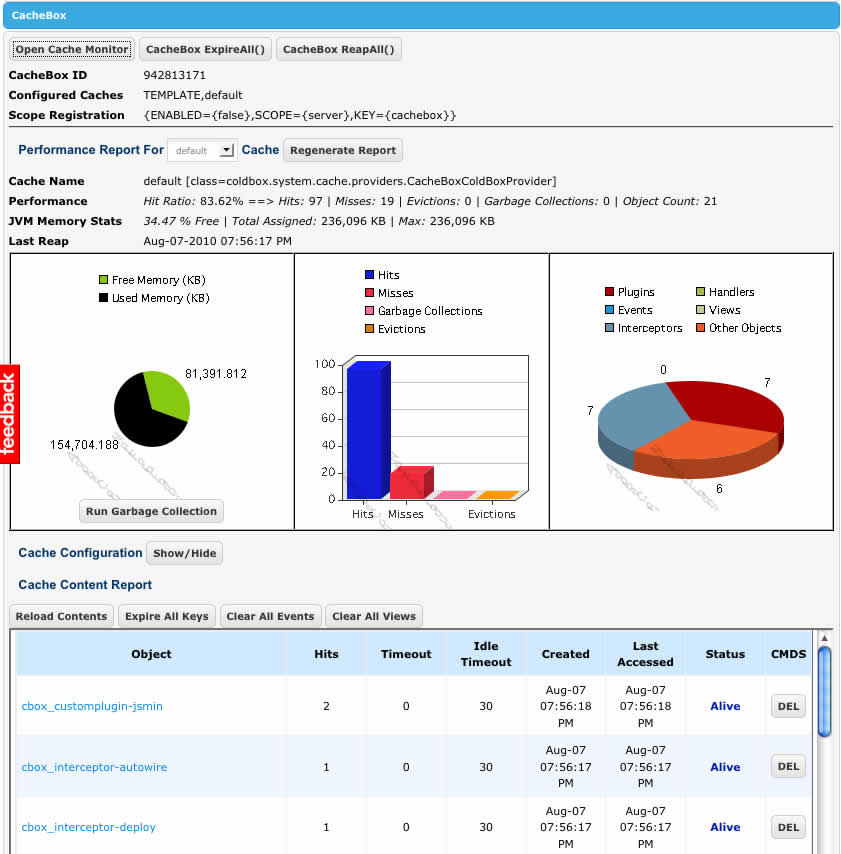 CacheBox
Open Cache Monitor CacheBox ExpireAll() CacheBox ReapAll()
CacheBox ID 942813171
Configured Caches TEMPLATE,default
Scope Registration {ENABLED={false},SCOPE={server},KEY={cachebox}}
Performance Report For default Cache Regenerate Report
Cache Name default [class=coldbox.system.cache.providers.CacheBoxColdBoxProvider]
Performance Hit Ratio: 83.62% ==> Hits: 97 | Misses: 19 | Evictions: 0 | Garbage Collections: 0 | Object Count: 21
JVM Memory Stats 34.47 % Free | Total Assigned: 236,096 KB | Max: 236,096 KB
Last Reap Aug-07-2010 07:56:17 PM
Free Memory (KB)
Used Memory (KB)
81,391.812
154,704.188
Run Garbage Collection
Hits
Misses
Garbage Collections
Evictions
100
80
60
40
20
0
Hits Misses Evictions
Plugins Handlers
Events Views
Interceptors Other Objects
0
7
7
6
feedback
Cache Configuration Show/Hide
Cache Content Report
Reload Contents Expire All Keys Clear All Events Clear All Views
Object Hits Timeout Idle Timeout Created Last Accessed Status CMDS
cbox_customplugin-jsmin 2 0 30 Aug-07 07:56:18 PM Aug-07 07:56:18 PM Alive DEL
cbox_interceptor-autowire 1 0 30 Aug-07 07:56:17 PM Aug-07 07:56:17 PM Alive DEL
cbox_interceptor-deploy 1 0 30 Aug-07 07:56:17 PM Aug-07 07:56:17 PM Alive DEL